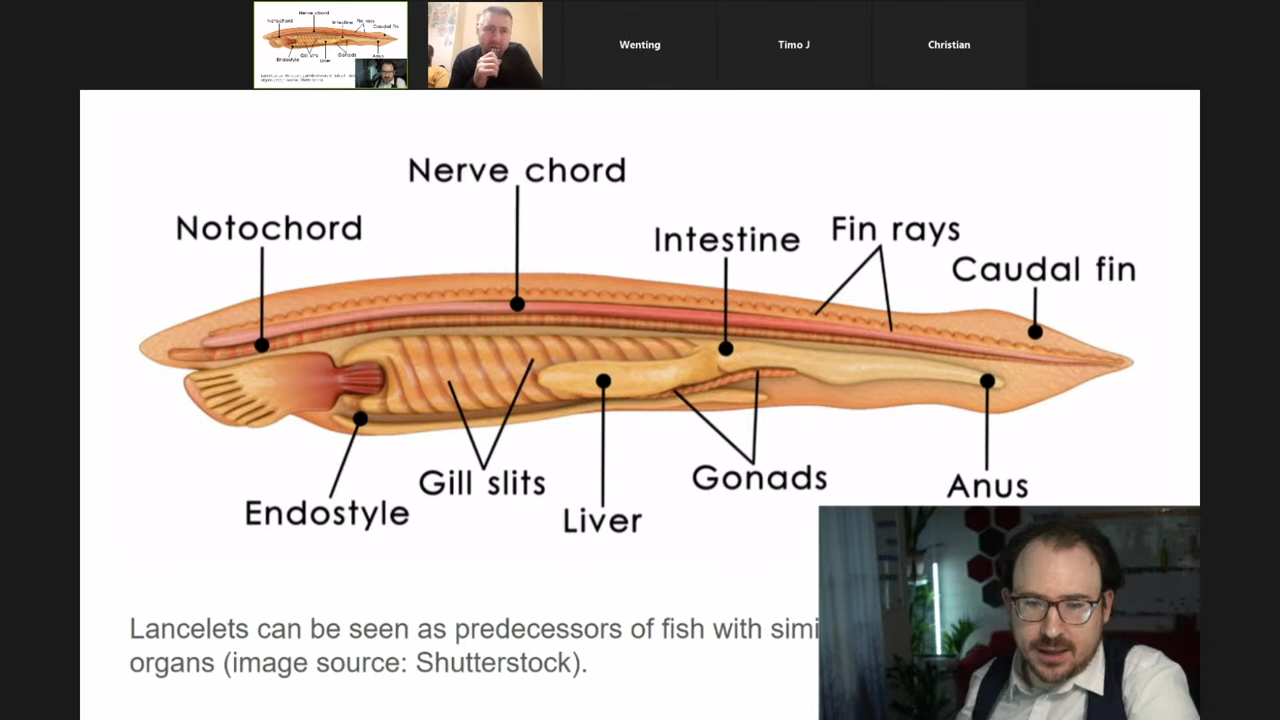 Wenting
Timo J
Christian
Nerve chord
Notochord
Intestine
Fin rays
Caudal fin
Endostyle
Gill slits
Liver
Gonads
Anus
Lancelets can be seen as predecessors of fish with simi
organs (image source: Shutterstock).